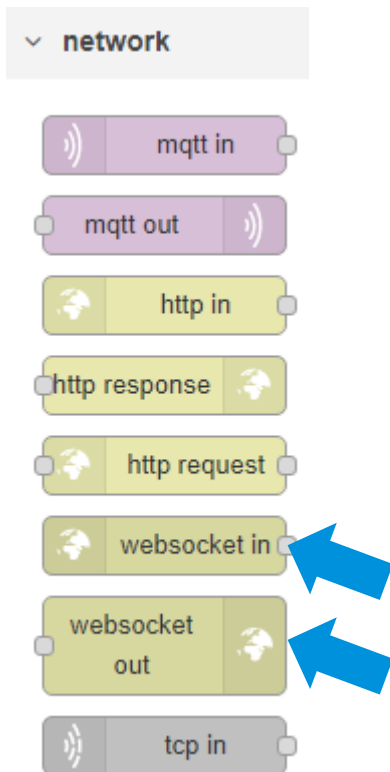 network
mqtt in
mqtt out
http in
http response
http request
websocket in
websocket
out
tcp in